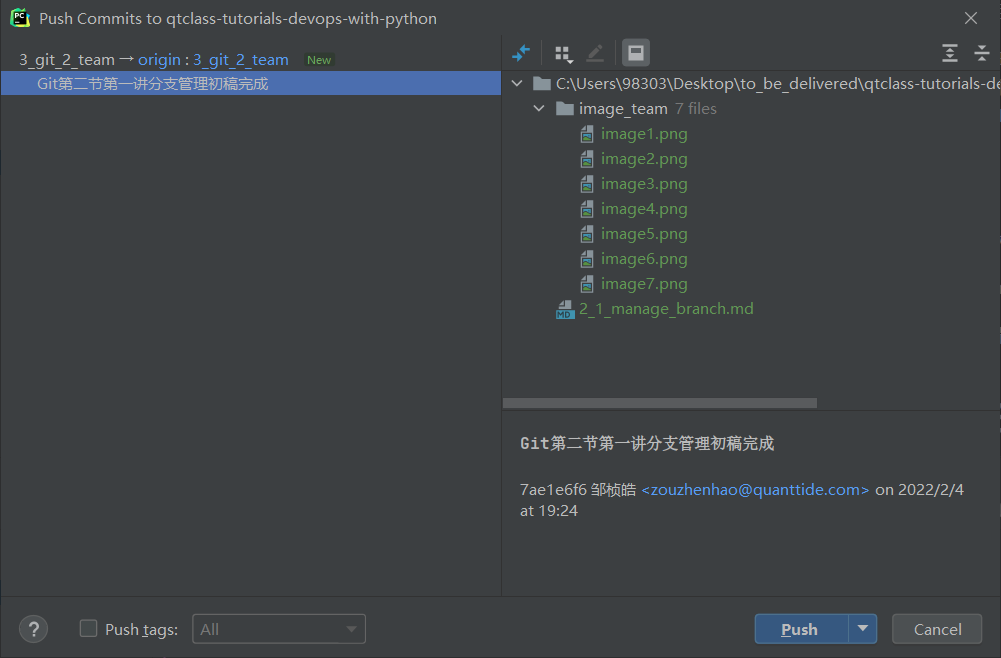 Push Commits to qtclass-tutorials-devops-with-python
3_git_2_team → origin : 3_git_2_team New
Git第二节第一讲分支管理初稿完成
C:\Users\98303\Desktop\to_be_delivered\qtclass-tutorials-de
image_team 7 files
image1.png
image2.png
image3.png
image4.png
image5.png
image6.png
image7.png
2_1_manage_branch.md
Git第二节第一讲分支管理初稿完成
7ae1e6f6 邹桢皓 <zouzhenhao@quanttide.com> on 2022/2/4
at 19:24
? Push tags: All Push Cancel